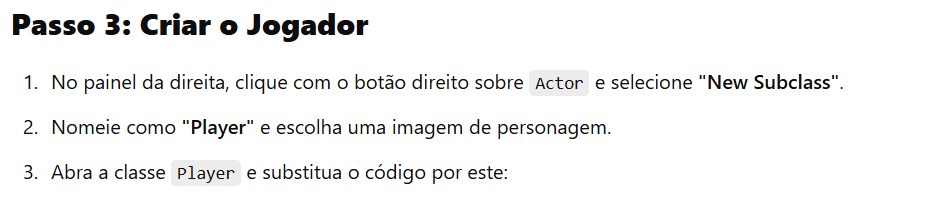 Passo 3: Criar o Jogador
1. No painel da direita, clique com o botão direito sobre Actor e selecione "New Subclass".
2. Nomeie como "Player" e escolha uma imagem de personagem.
3. Abra a classe Player e substitua o código por este: